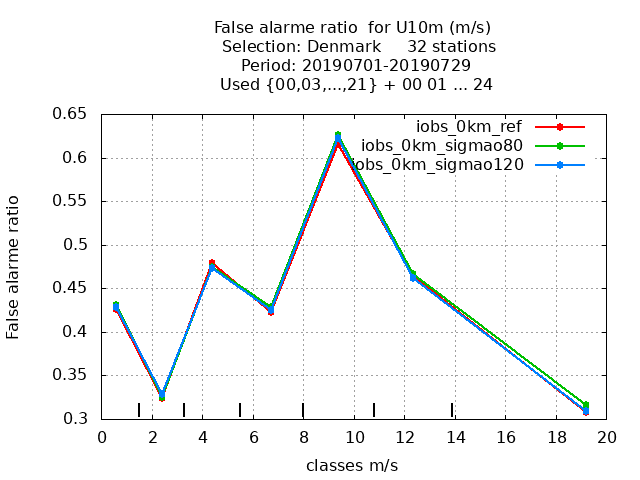 False alarme ratio  for U10m (m/s)
Selection: Denmark     32 stations
Period: 20190701-20190729
Used {00,03,...,21} + 00 01 ... 24
iobs_0km_ref
iobs_0km_sigmao80
iobs_0km_sigmao120
False alarme ratio
0.65
0.6
0.55
0.5
0.45
0.4
0.35
0.3
0 2 4 6 8 10 12 14 16 18 20
classes m/s